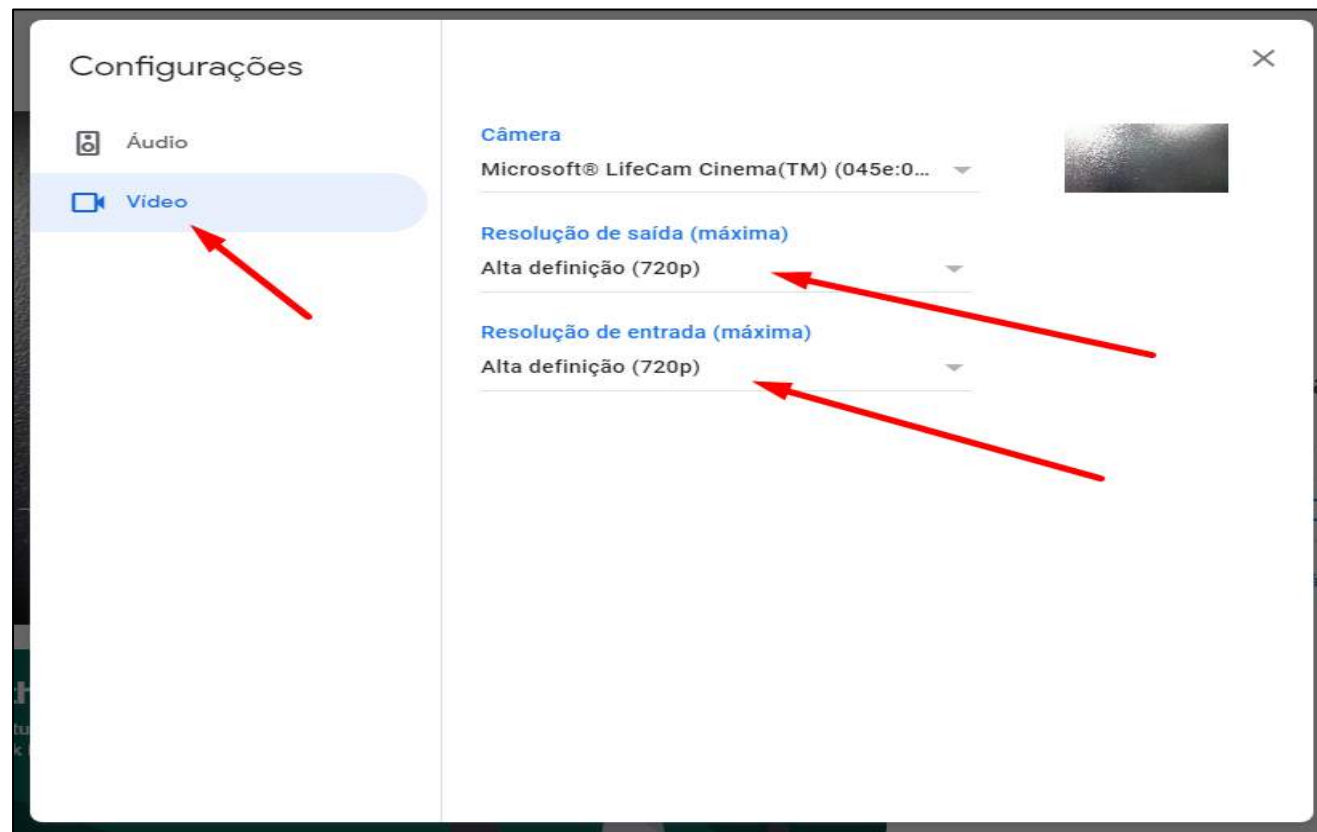 Configurações
Áudio
Vídeo
Câmera
Microsoft® LifeCam Cinema(TM) (045e:0...
Resolução de saída (máxima)
Alta definição (720p)
Resolução de entrada (máxima)
Alta definição (720p)